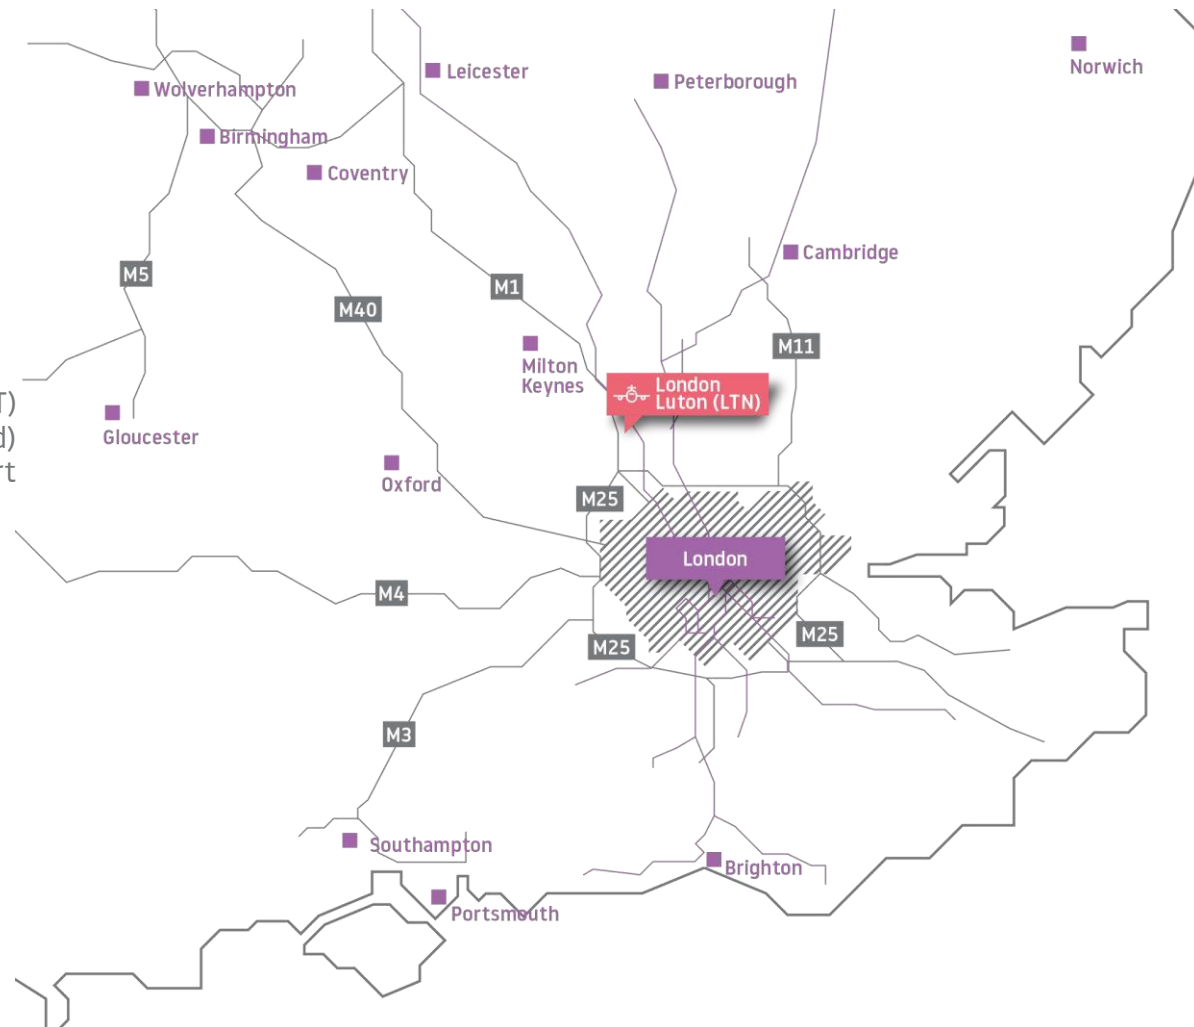 Norwich
Leicester
Peterborough
Wolverhampton
Birmingham
Coventry
Cambridge
M5
M1
M40
M11
Milton
Keynes
London
Luton (LTN)
T)
Gloucester
d)
rt
Oxford
M25
London
M4
M25
M25
M3
Southampton
Brighton
Portsmouth